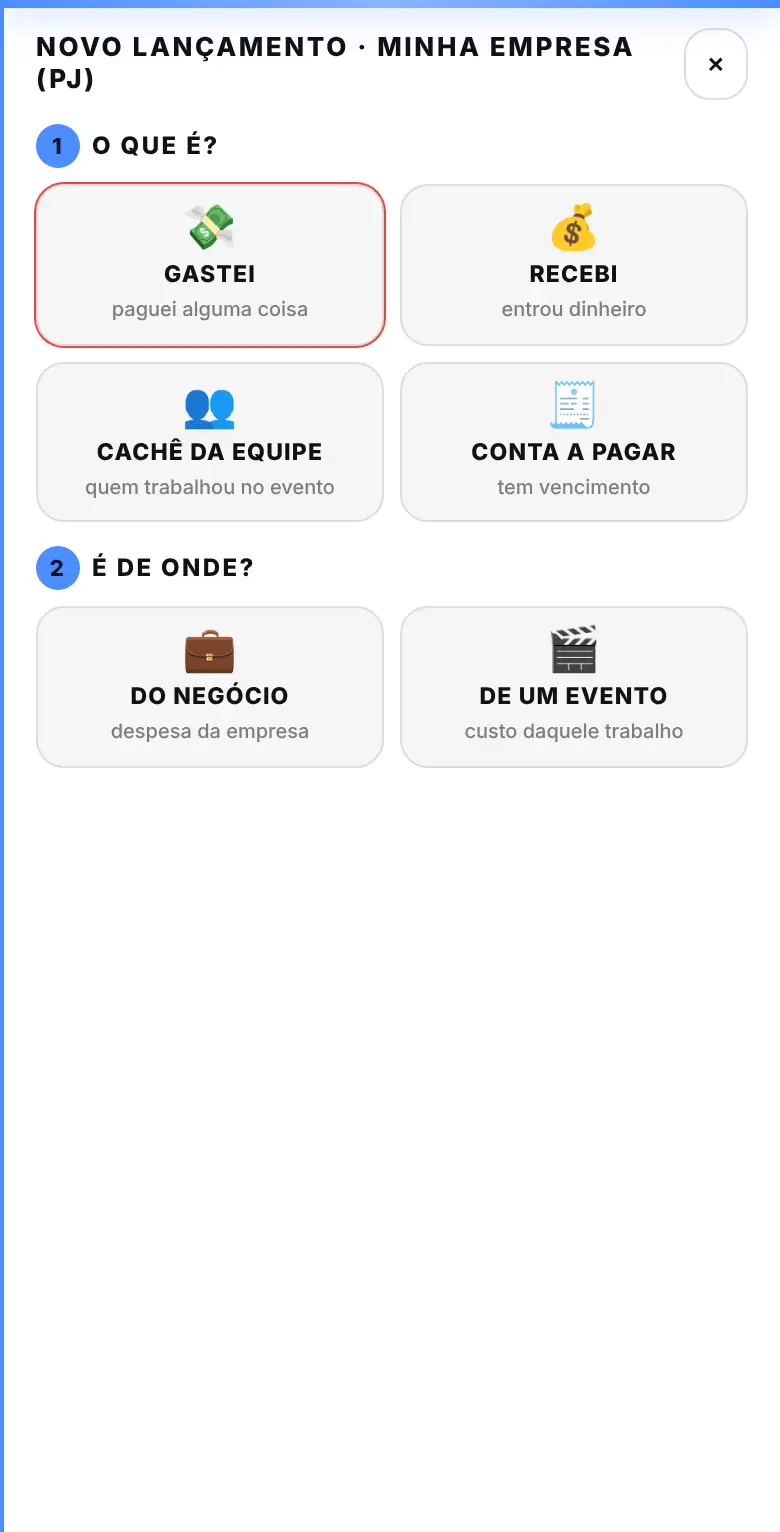 NOVO LANÇAMENTO · MINHA EMPRESA
(PJ)
×
1 O QUE É?
GASTEI
paguei alguma coisa
RECEBI
entrou dinheiro
CACHÊ DA EQUIPE
quem trabalhou no evento
CONTA A PAGAR
tem vencimento
2 É DE ONDE?
DO NEGÓCIO
despesa da empresa
DE UM EVENTO
custo daquele trabalho